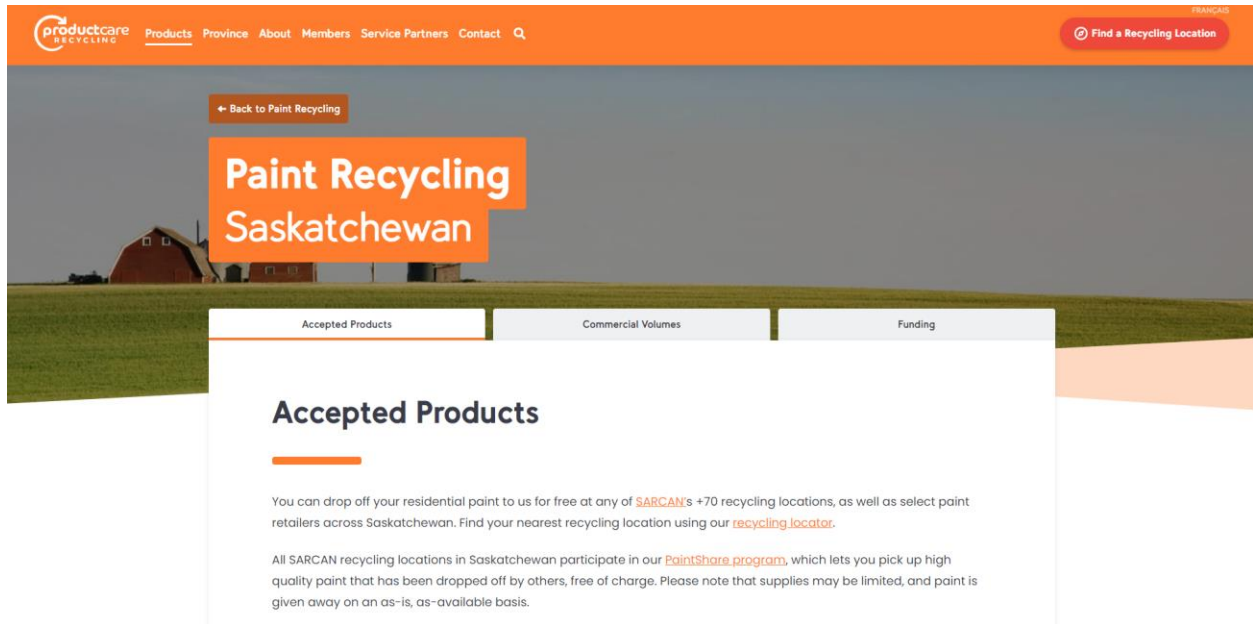 FRANÇAIS
productcare
RECYCLING
Products Province About Members Service Partners Contact
Find a Recycling Location
← Back to Paint Recycling
Paint Recycling
Saskatchewan
Accepted Products Commercial Volumes Funding
Accepted Products
You can drop off your residential paint to us for free at any of SARCAN's +70 recycling locations, as well as select paint
retailers across Saskatchewan. Find your nearest recycling location using our recycling locator.
All SARCAN recycling locations in Saskatchewan participate in our PaintShare program, which lets you pick up high
quality paint that has been dropped off by others, free of charge. Please note that supplies may be limited, and paint is
given away on an as-is, as-available basis.